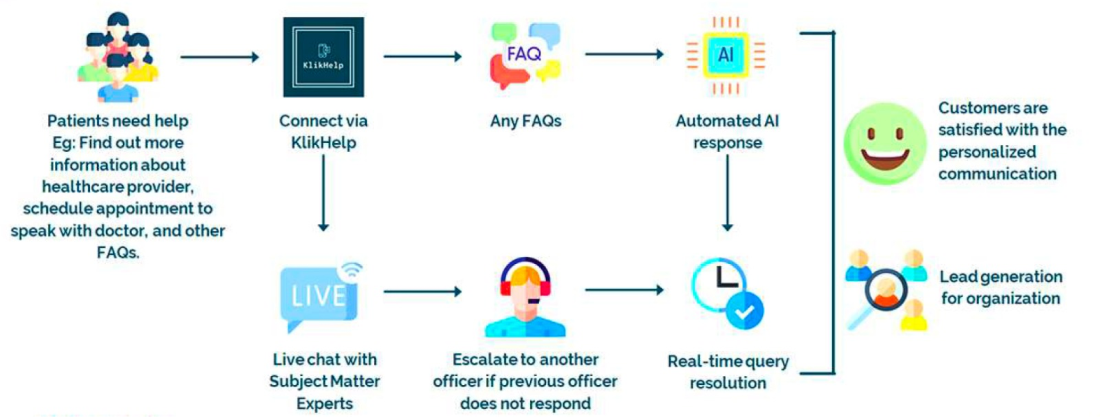 KlikHelp
FAQ
AI
Patients need help
Eg: Find out more
information about
healthcare provider,
schedule appointment to
speak with doctor, and other
FAQs.
Connect via
KlikHelp
Any FAQs
Automated AI
response
Customers are
satisfied with the
personalized
communication
LIVE
Live chat with
Subject Matter
Experts
Escalate to another
officer if previous officer
does not respond
Real-time query
resolution
Lead generation
for organization